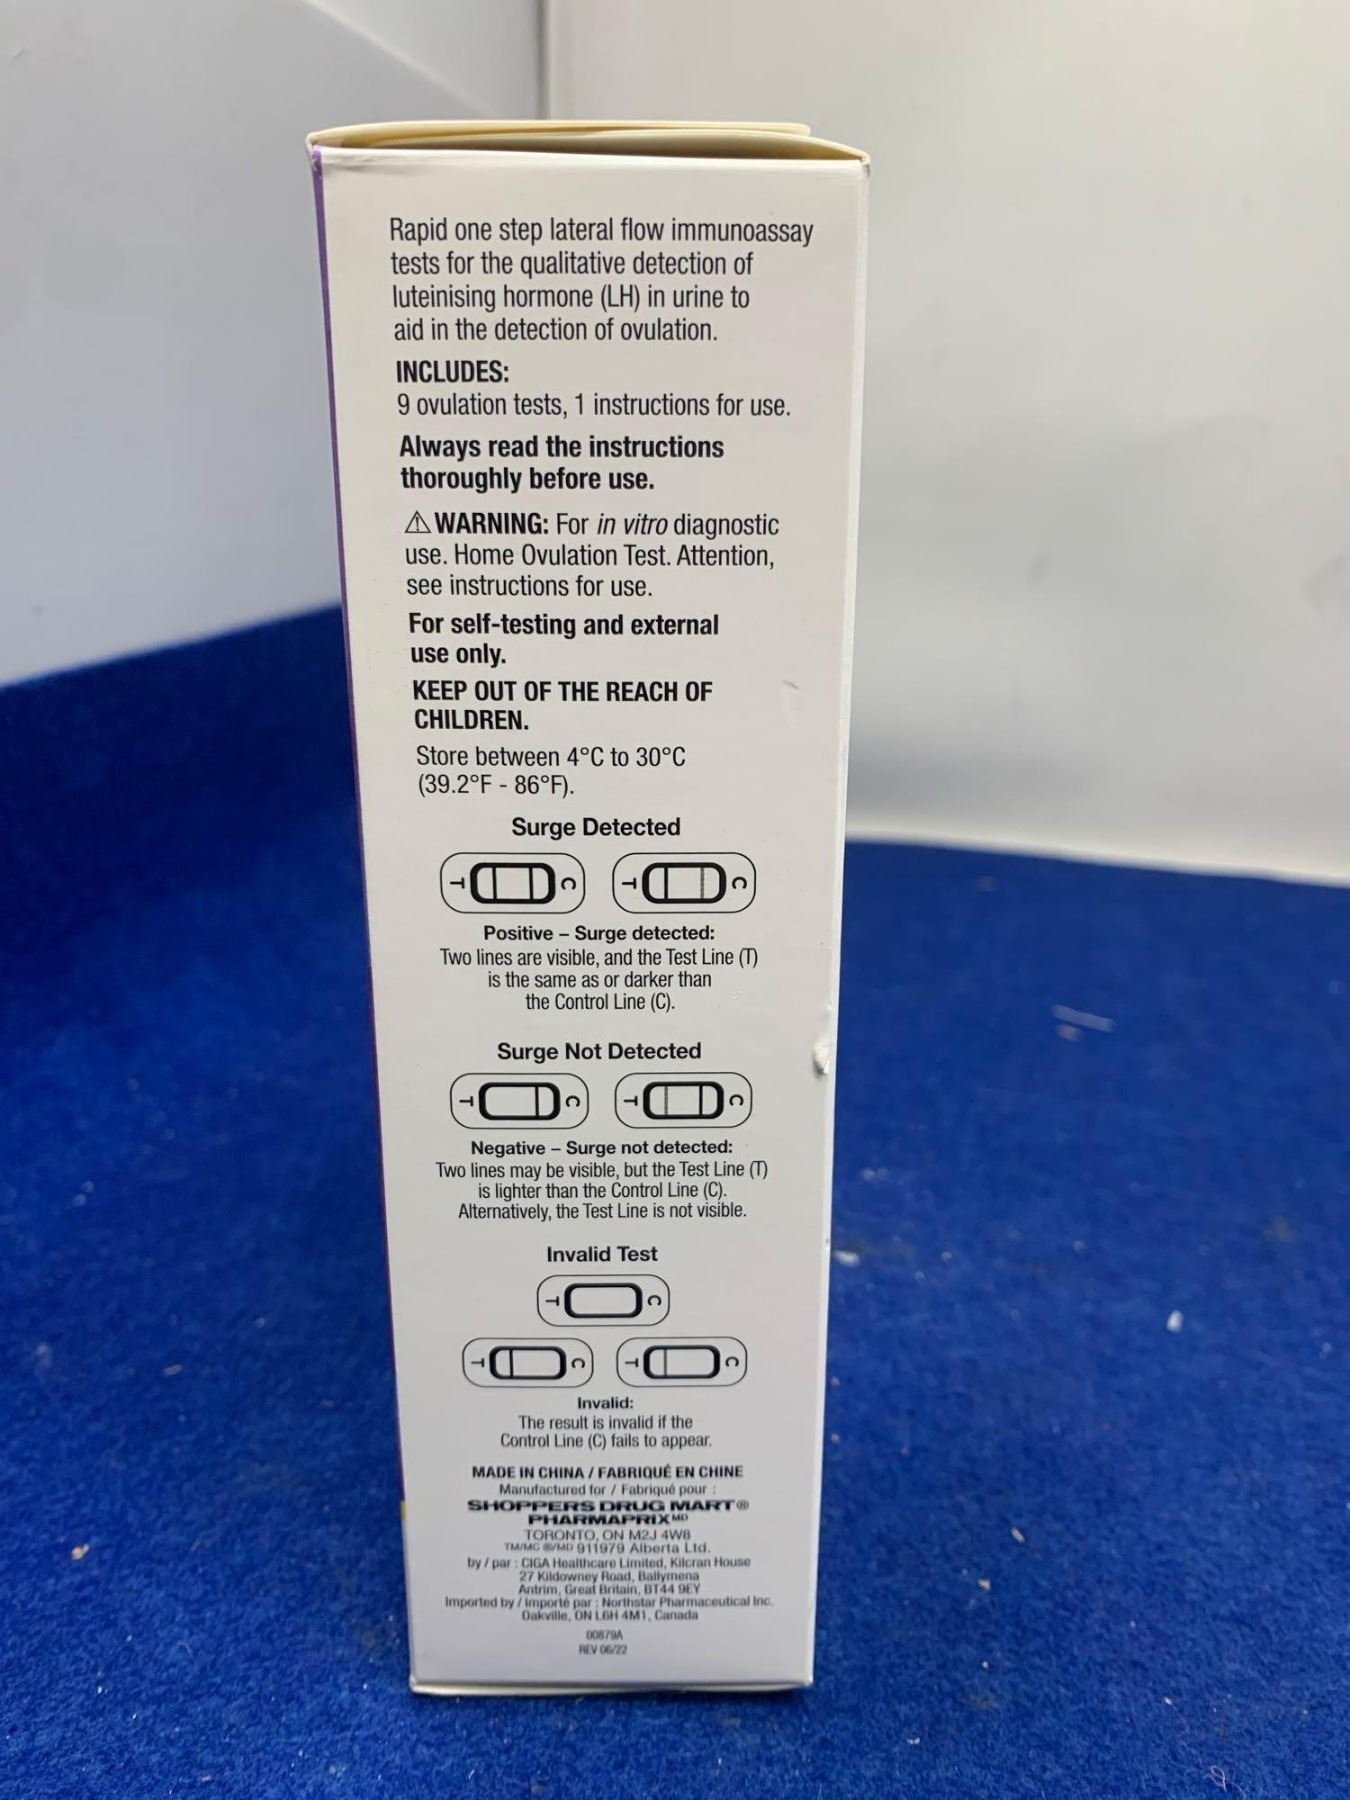 Rapid one step lateral flow immunoassay
tests for the qualitative detection of
luteinising hormone (LH) in urine to
aid in the detection of ovulation.
INCLUDES:
9 ovulation tests, 1 instructions for use.
Always read the instructions
thoroughly before use.
⚠ WARNING: For in vitro diagnostic
use. Home Ovulation Test. Attention,
see instructions for use.
For self-testing and external
use only.
KEEP OUT OF THE REACH OF
CHILDREN.
Store between 4°C to 30°C
(39.2°F - 86°F).
Surge Detected
T C T C
Positive – Surge detected:
Two lines are visible, and the Test Line (T)
is the same as or darker than
the Control Line (C).
Surge Not Detected
T C T C
Negative – Surge not detected:
Two lines may be visible, but the Test Line (T)
is lighter than the Control Line (C).
Alternatively, the Test Line is not visible.
Invalid Test
T C
T C T C
Invalid:
The result is invalid if the
Control Line (C) fails to appear.
MADE IN CHINA / FABRIQUÉ EN CHINE
Manufactured for / Fabriqué pour :
SHOPPERS DRUG MART®
PHARMAPRIX MD
TORONTO, ON M2J 4W8
TM/MC ®/MD 911979 Alberta Ltd.
by / par : CIGA Healthcare Limited, Kilcran House
27 Kildowney Road, Ballymena
Antrim, Great Britain, BT44 9EY
Imported by / Importé par : Northstar Pharmaceutical Inc.
Oakville, ON L6H 4M1, Canada
00879A
REV 06/22